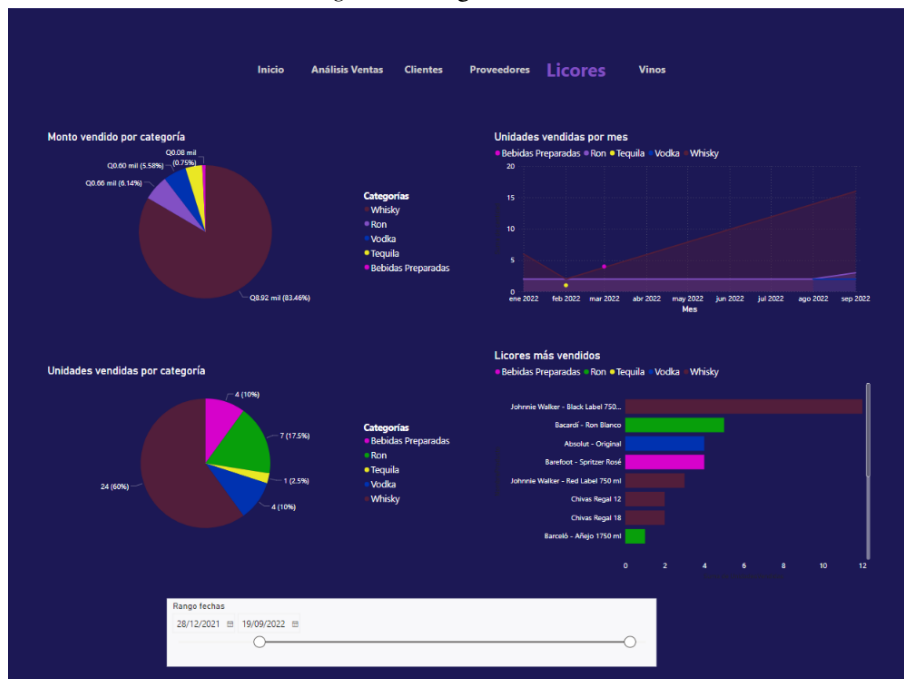 Inicio Análisis Ventas Clientes Proveedores Licores Vinos
Monto vendido por categoría
Q0.08 mil
(0.75%)
Q0.60 mil (5.58%)
Q0.66 mil (6.14%)
Q8.92 mil (83.46%)
Categorías
Whisky
Ron
Vodka
Tequila
Bebidas Preparadas
Unidades vendidas por mes
Bebidas Preparadas Ron Tequila Vodka Whisky
20
15
10
5
0
ene 2022 feb 2022 mar 2022 abr 2022 may 2022 jun 2022 jul 2022 ago 2022 sep 2022
Mes
Unidades vendidas por categoría
4 (10%)
7 (17.5%)
1 (2.5%)
4 (10%)
24 (60%)
Categorías
Bebidas Preparadas
Ron
Tequila
Vodka
Whisky
Licores más vendidos
Bebidas Preparadas Ron Tequila Vodka Whisky
Johnnie Walker - Black Label 750...
Bacardí - Ron Blanco
Absolut - Original
Barefoot - Spritzer Rosé
Johnnie Walker - Red Label 750 ml
Chivas Regal 12
Chivas Regal 18
Barceló - Añejo 1750 ml
0 2 4 6 8 10 12
Rango fechas
28/12/2021 19/09/2022